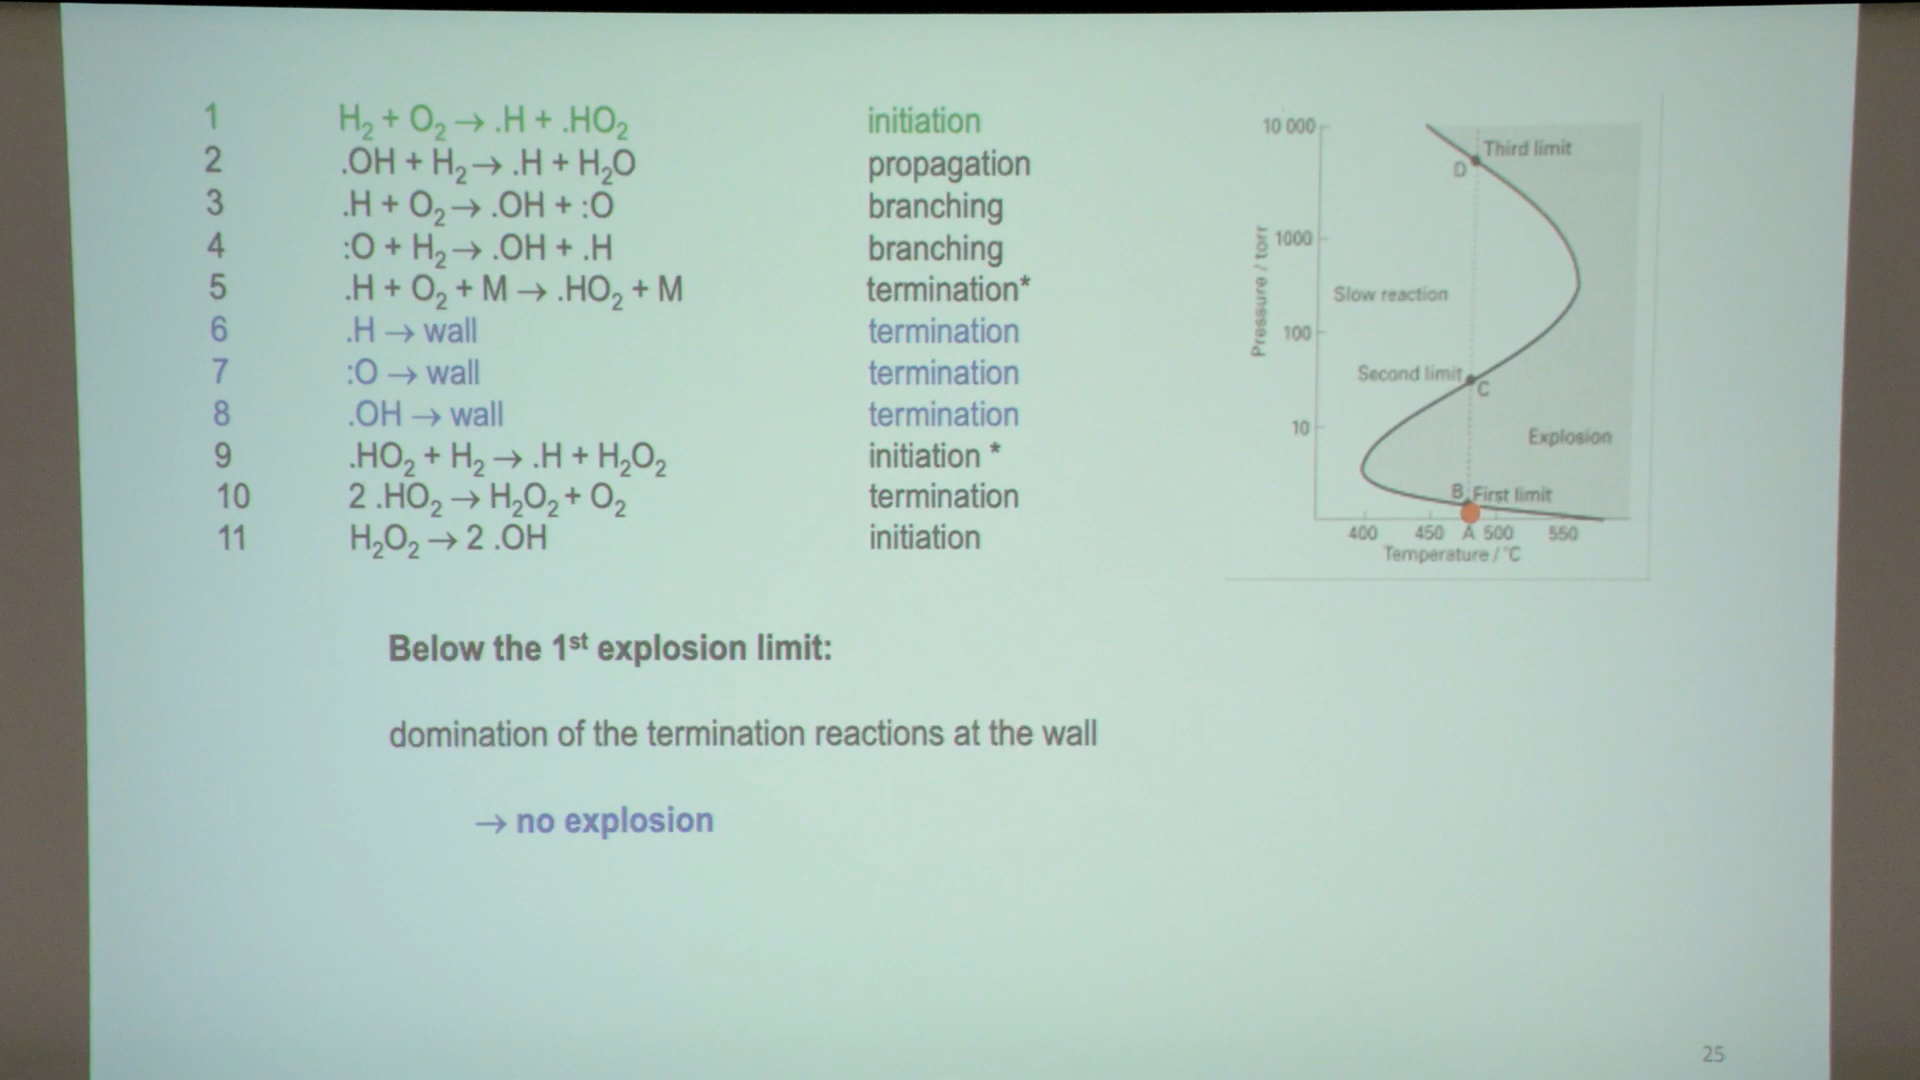 1 H₂ + O₂ → .H + .HO₂ initiation
2 .OH + H₂ → .H + H₂O propagation
3 .H + O₂ → .OH + :O branching
4 :O + H₂ → .OH + .H branching
5 .H + O₂ + M → .HO₂ + M termination*
6 .H → wall termination
7 :O → wall termination
8 .OH → wall termination
9 .HO₂ + H₂ → .H + H₂O₂ initiation *
10 2 .HO₂ → H₂O₂ + O₂ termination
11 H₂O₂ → 2 .OH initiation
10 000
Third limit
D
1000
Pressure / torr
Slow reaction
100
Second limit
C
10
Explosion
B First limit
400 450 A 500 550
Temperature / °C
Below the 1st explosion limit:
domination of the termination reactions at the wall
→ no explosion
25